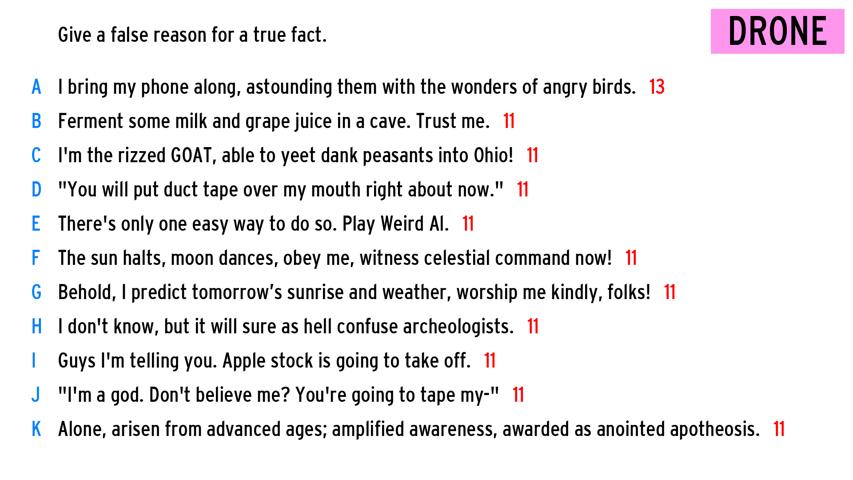 Give a false reason for a true fact.
DRONE
A I bring my phone along, astounding them with the wonders of angry birds. 13
B Ferment some milk and grape juice in a cave. Trust me. 11
C I'm the rizzed GOAT, able to yeet dank peasants into Ohio! 11
D "You will put duct tape over my mouth right about now." 11
E There's only one easy way to do so. Play Weird Al. 11
F The sun halts, moon dances, obey me, witness celestial command now! 11
G Behold, I predict tomorrow's sunrise and weather, worship me kindly, folks! 11
H I don't know, but it will sure as hell confuse archeologists. 11
I Guys I'm telling you. Apple stock is going to take off. 11
J "I'm a god. Don't believe me? You're going to tape my-" 11
K Alone, arisen from advanced ages; amplified awareness, awarded as anointed apotheosis. 11